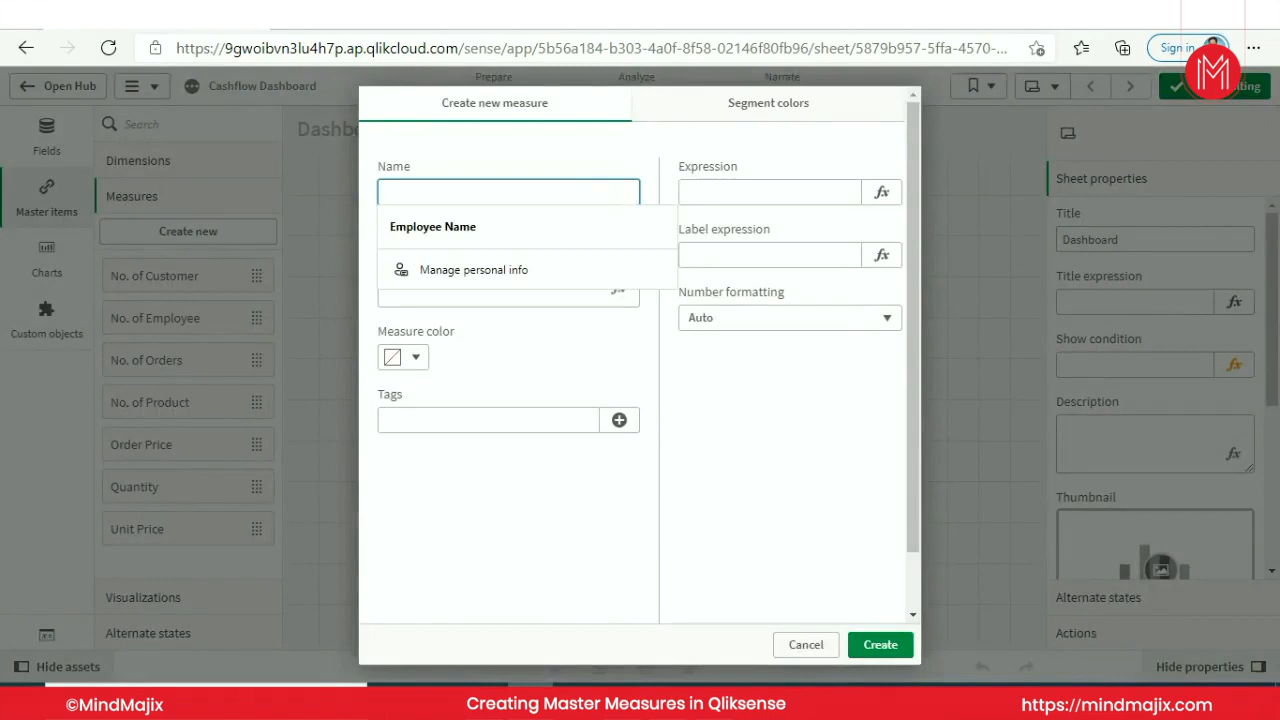 https://9gwoibvn3lu4h7p.ap.qlikcloud.com/sense/app/5b56a184-b303-4a0f-8f58-02146f80fb96/sheet/5879b957-5ffa-4570-...
Sign in
Open Hub
Cashflow Dashboard
Prepare
Analyze
Narrate
Fields
Master items
Charts
Custom objects
Search
Dimensions
Measures
Create new
No. of Customer
No. of Employee
No. of Orders
No. of Product
Order Price
Quantity
Unit Price
Visualizations
Alternate states
Hide assets
Create new measure
Segment colors
Name
Employee Name
Manage personal info
Measure color
Tags
Expression
fx
Label expression
fx
Number formatting
Auto
Cancel
Create
Sheet properties
Title
Dashboard
Title expression
fx
Show condition
fx
Description
fx
Thumbnail
Alternate states
Actions
Hide properties
©MindMajix
Creating Master Measures in Qliksense
https://mindmajix.com